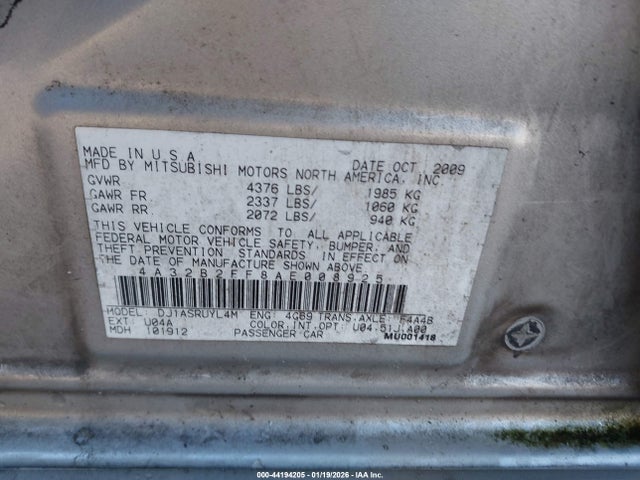 MADE IN U.S.A DATE OCT 2009
MFD BY MITSUBISHI MOTORS NORTH AMERICA, INC
GVWR 4376 LBS/ 1985 KG
GAWR FR 2337 LBS/ 1060 KG
GAWR RR 2072 LBS/ 940 KG
THIS VEHICLE CONFORMS TO ALL APPLICABLE
FEDERAL MOTOR VEHICLE SAFETY, BUMPER, AND
THEFT PREVENTION STANDARDS IN EFFECT ON
THE DATE OF MANUFACTURE SHOWN ABOVE.
4A32B2FF8AE008925
MODEL: DJ1ASRUYL4M ENG: 4G69 TRANS.AXLE: F4A4B
EXT: U04A COLOR.INT.OPT: U04.51J.A00
MDH 101912 PASSENGER CAR MU001418
000-44194205 - 01/19/2026 - IAA Inc.